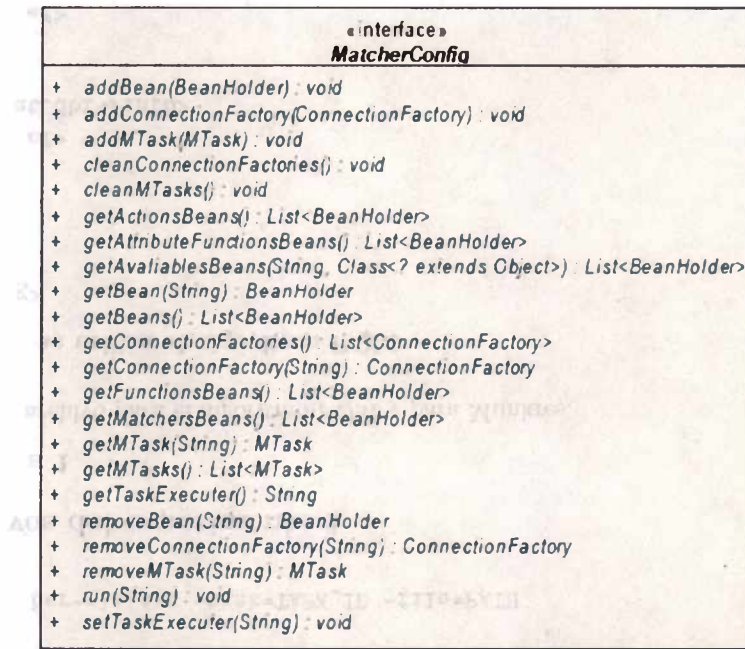 «interface»
MatcherConfig
+ addBean(BeanHolder) : void
+ addConnectionFactory(ConnectionFactory) : void
+ addMTask(MTask) : void
+ cleanConnectionFactories() : void
+ cleanMTasks() : void
+ getActionsBeans() : List<BeanHolder>
+ getAttributeFunctionsBeans() : List<BeanHolder>
+ getAvaliablesBeans(String, Class<? extends Object>) : List<BeanHolder>
+ getBean(String) : BeanHolder
+ getBeans() : List<BeanHolder>
+ getConnectionFactories() : List<ConnectionFactory>
+ getConnectionFactory(String) : ConnectionFactory
+ getFunctionsBeans() : List<BeanHolder>
+ getMatchersBeans() : List<BeanHolder>
+ getMTask(String) : MTask
+ getMTasks() : List<MTask>
+ getTaskExecuter() : String
+ removeBean(String) : BeanHolder
+ removeConnectionFactory(String) : ConnectionFactory
+ removeMTask(String) : MTask
+ run(String) : void
+ setTaskExecuter(String) : void